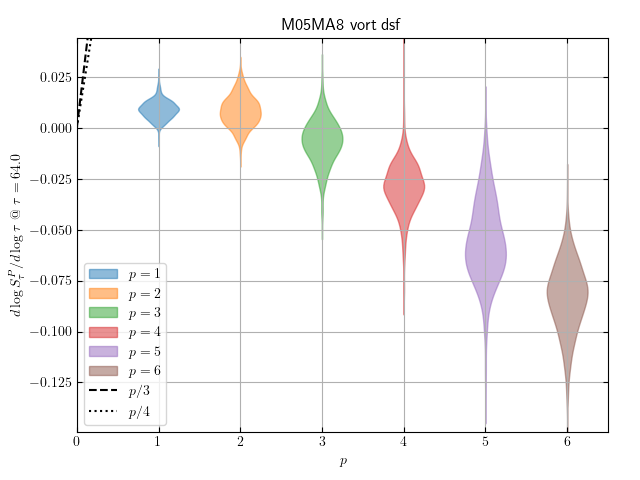 M05MA8 vort dsf
d log S_τ^P / d log τ @ τ = 64.0
0.025
0.000
−0.025
−0.050
−0.075
−0.100
−0.125
p = 1
p = 2
p = 3
p = 4
p = 5
p = 6
p/3
p/4
0 1 2 3 4 5 6
p